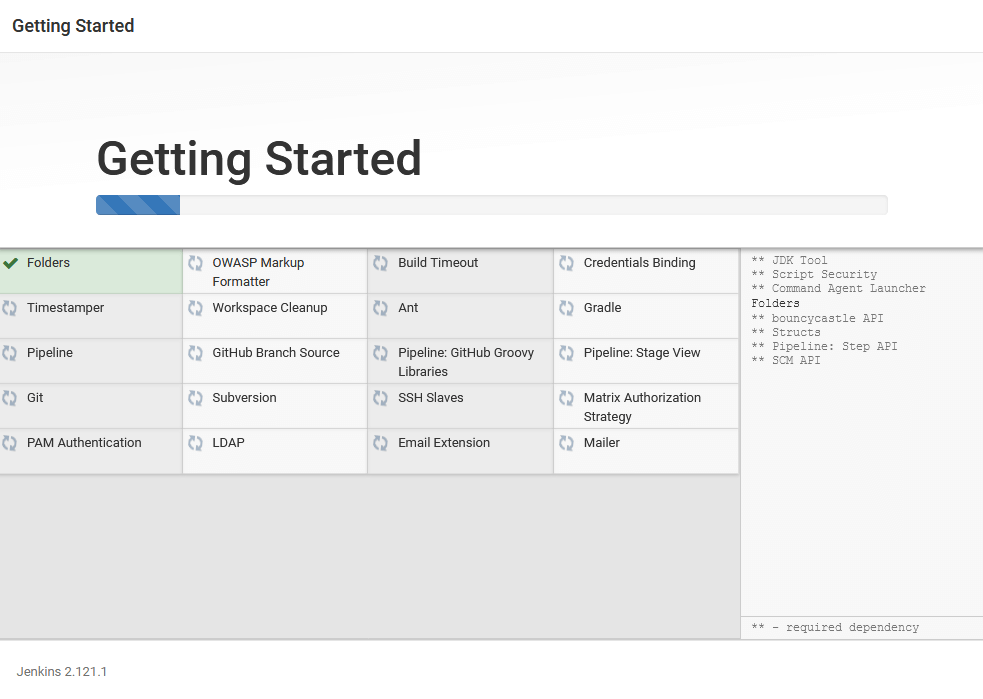 Getting Started
Getting Started
Folders
OWASP Markup
Formatter
Build Timeout
Credentials Binding
Timestamper
Workspace Cleanup
Ant
Gradle
Pipeline
GitHub Branch Source
Pipeline: GitHub Groovy
Libraries
Pipeline: Stage View
Git
Subversion
SSH Slaves
Matrix Authorization
Strategy
PAM Authentication
LDAP
Email Extension
Mailer
** JDK Tool
** Script Security
** Command Agent Launcher
Folders
** bouncycastle API
** Structs
** Pipeline: Step API
** SCM API
** - required dependency
Jenkins 2.121.1